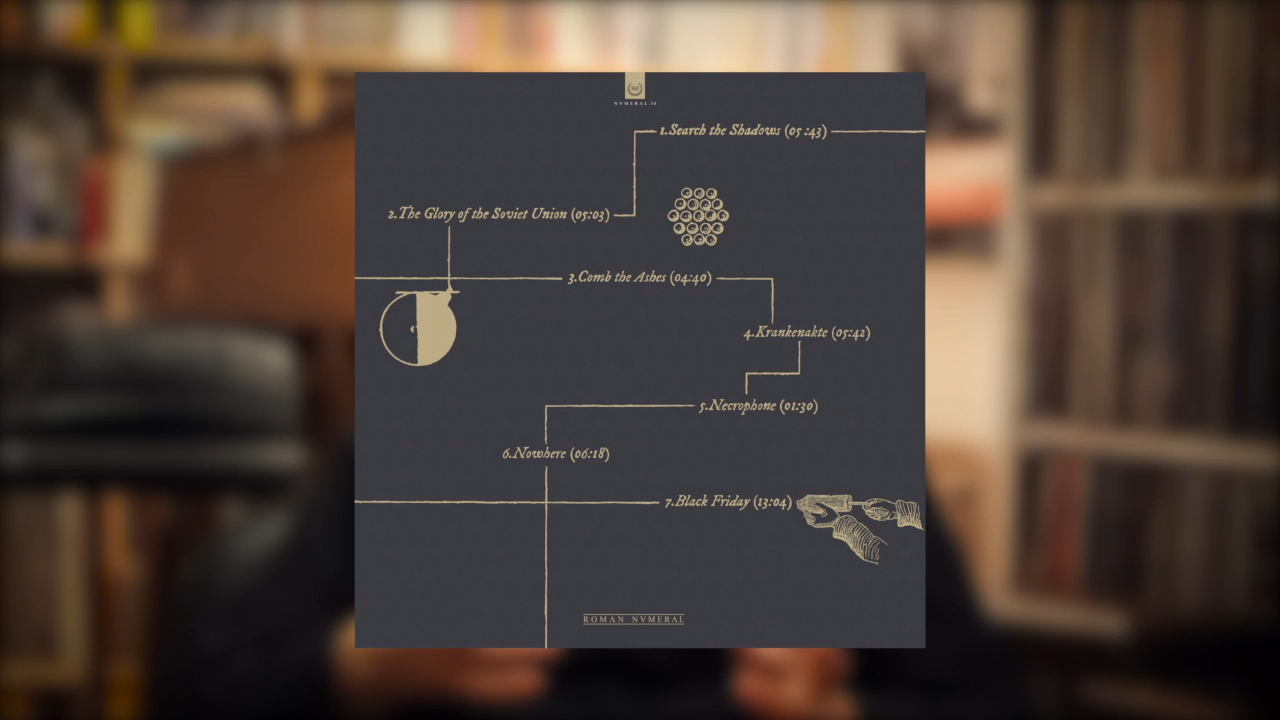 NVMERAL.10
1.Search the Shadows (05:43)
2.The Glory of the Soviet Union (05:03)
3.Comb the Ashes (04:40)
4.Krankenakte (05:42)
5.Necrophone (01:30)
6.Nowhere (06:18)
7.Black Friday (13:04)
ROMAN NVMERAL